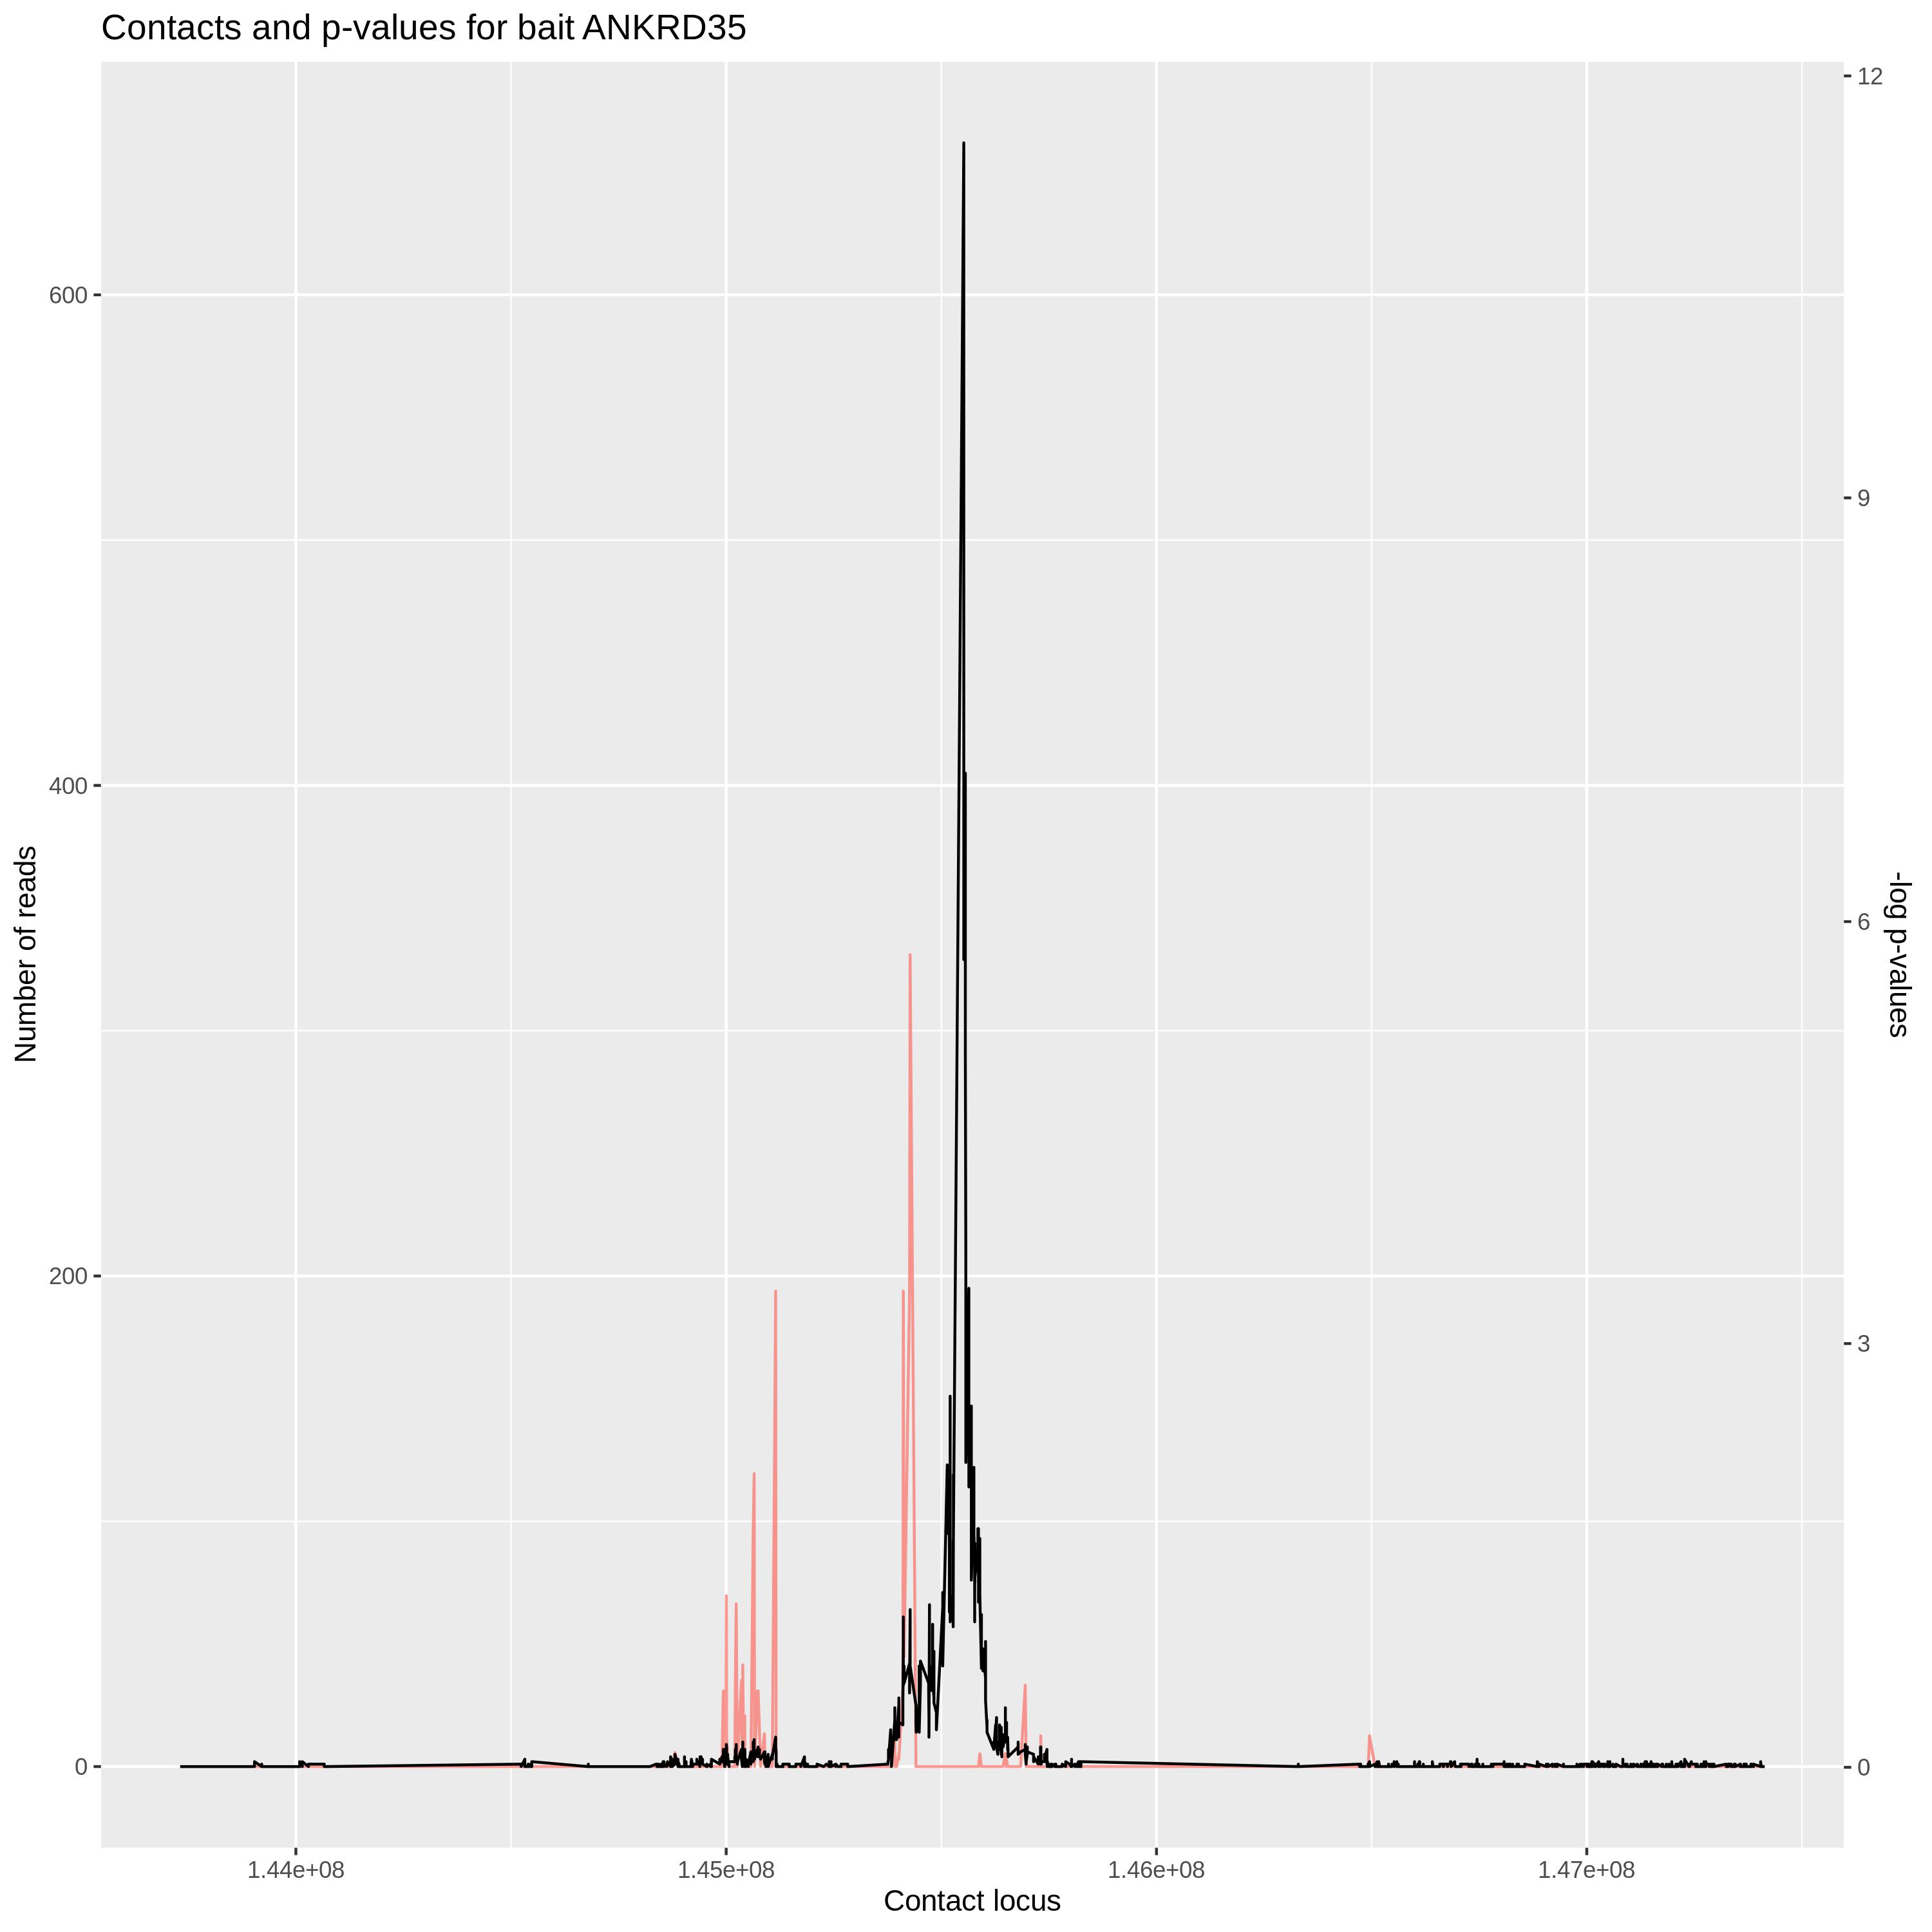 Contacts and p-values for bait ANKRD35
Number of reads
600
400
200
0
12
9
6
3
0
-log p-values
1.44e+08
1.45e+08
1.46e+08
1.47e+08
Contact locus